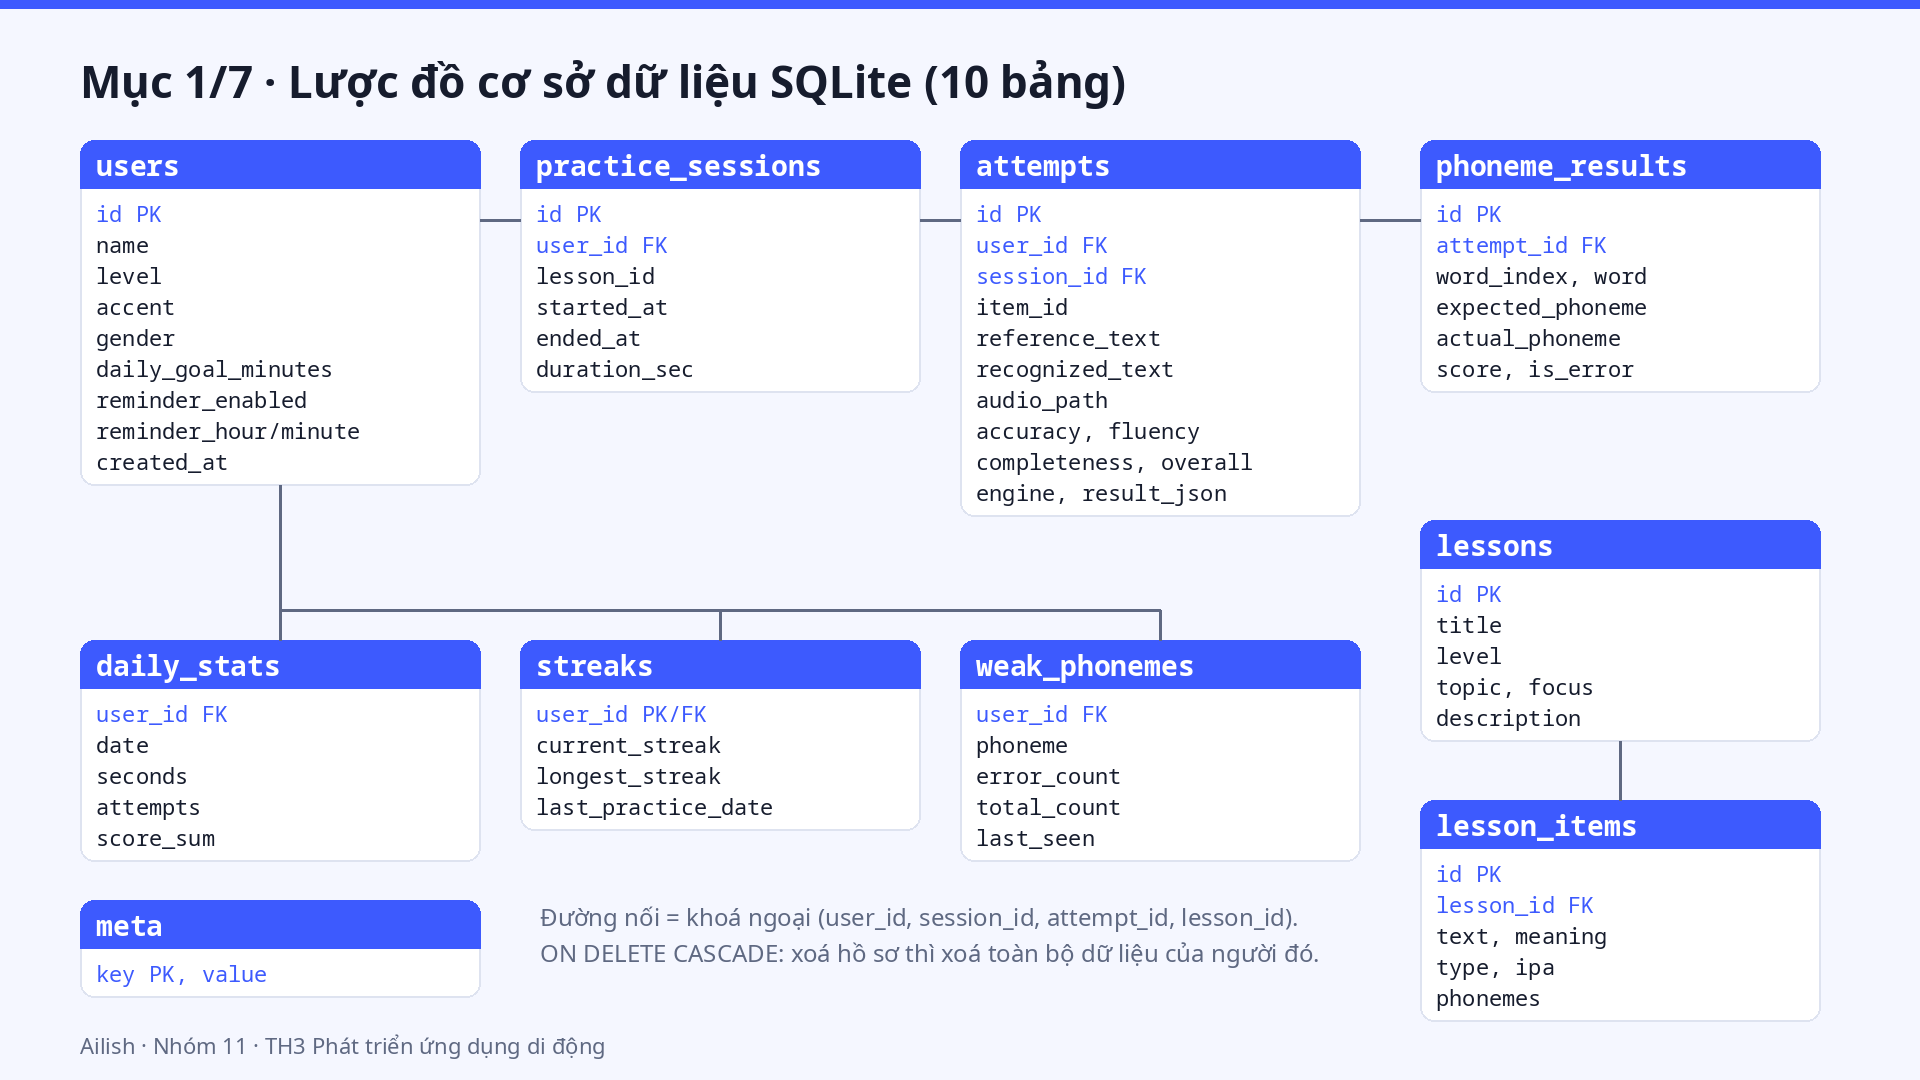 Mục 1/7 · Lược đồ cơ sở dữ liệu SQLite (10 bảng)
users
id PK
name
level
accent
gender
daily_goal_minutes
reminder_enabled
reminder_hour/minute
created_at
practice_sessions
id PK
user_id FK
lesson_id
started_at
ended_at
duration_sec
attempts
id PK
user_id FK
session_id FK
item_id
reference_text
recognized_text
audio_path
accuracy, fluency
completeness, overall
engine, result_json
phoneme_results
id PK
attempt_id FK
word_index, word
expected_phoneme
actual_phoneme
score, is_error
daily_stats
user_id FK
date
seconds
attempts
score_sum
streaks
user_id PK/FK
current_streak
longest_streak
last_practice_date
weak_phonemes
user_id FK
phoneme
error_count
total_count
last_seen
lessons
id PK
title
level
topic, focus
description
lesson_items
id PK
lesson_id FK
text, meaning
type, ipa
phonemes
meta
key PK, value
Đường nối = khoá ngoại (user_id, session_id, attempt_id, lesson_id).
ON DELETE CASCADE: xoá hồ sơ thì xoá toàn bộ dữ liệu của người đó.
Ailish · Nhóm 11 · TH3 Phát triển ứng dụng di động